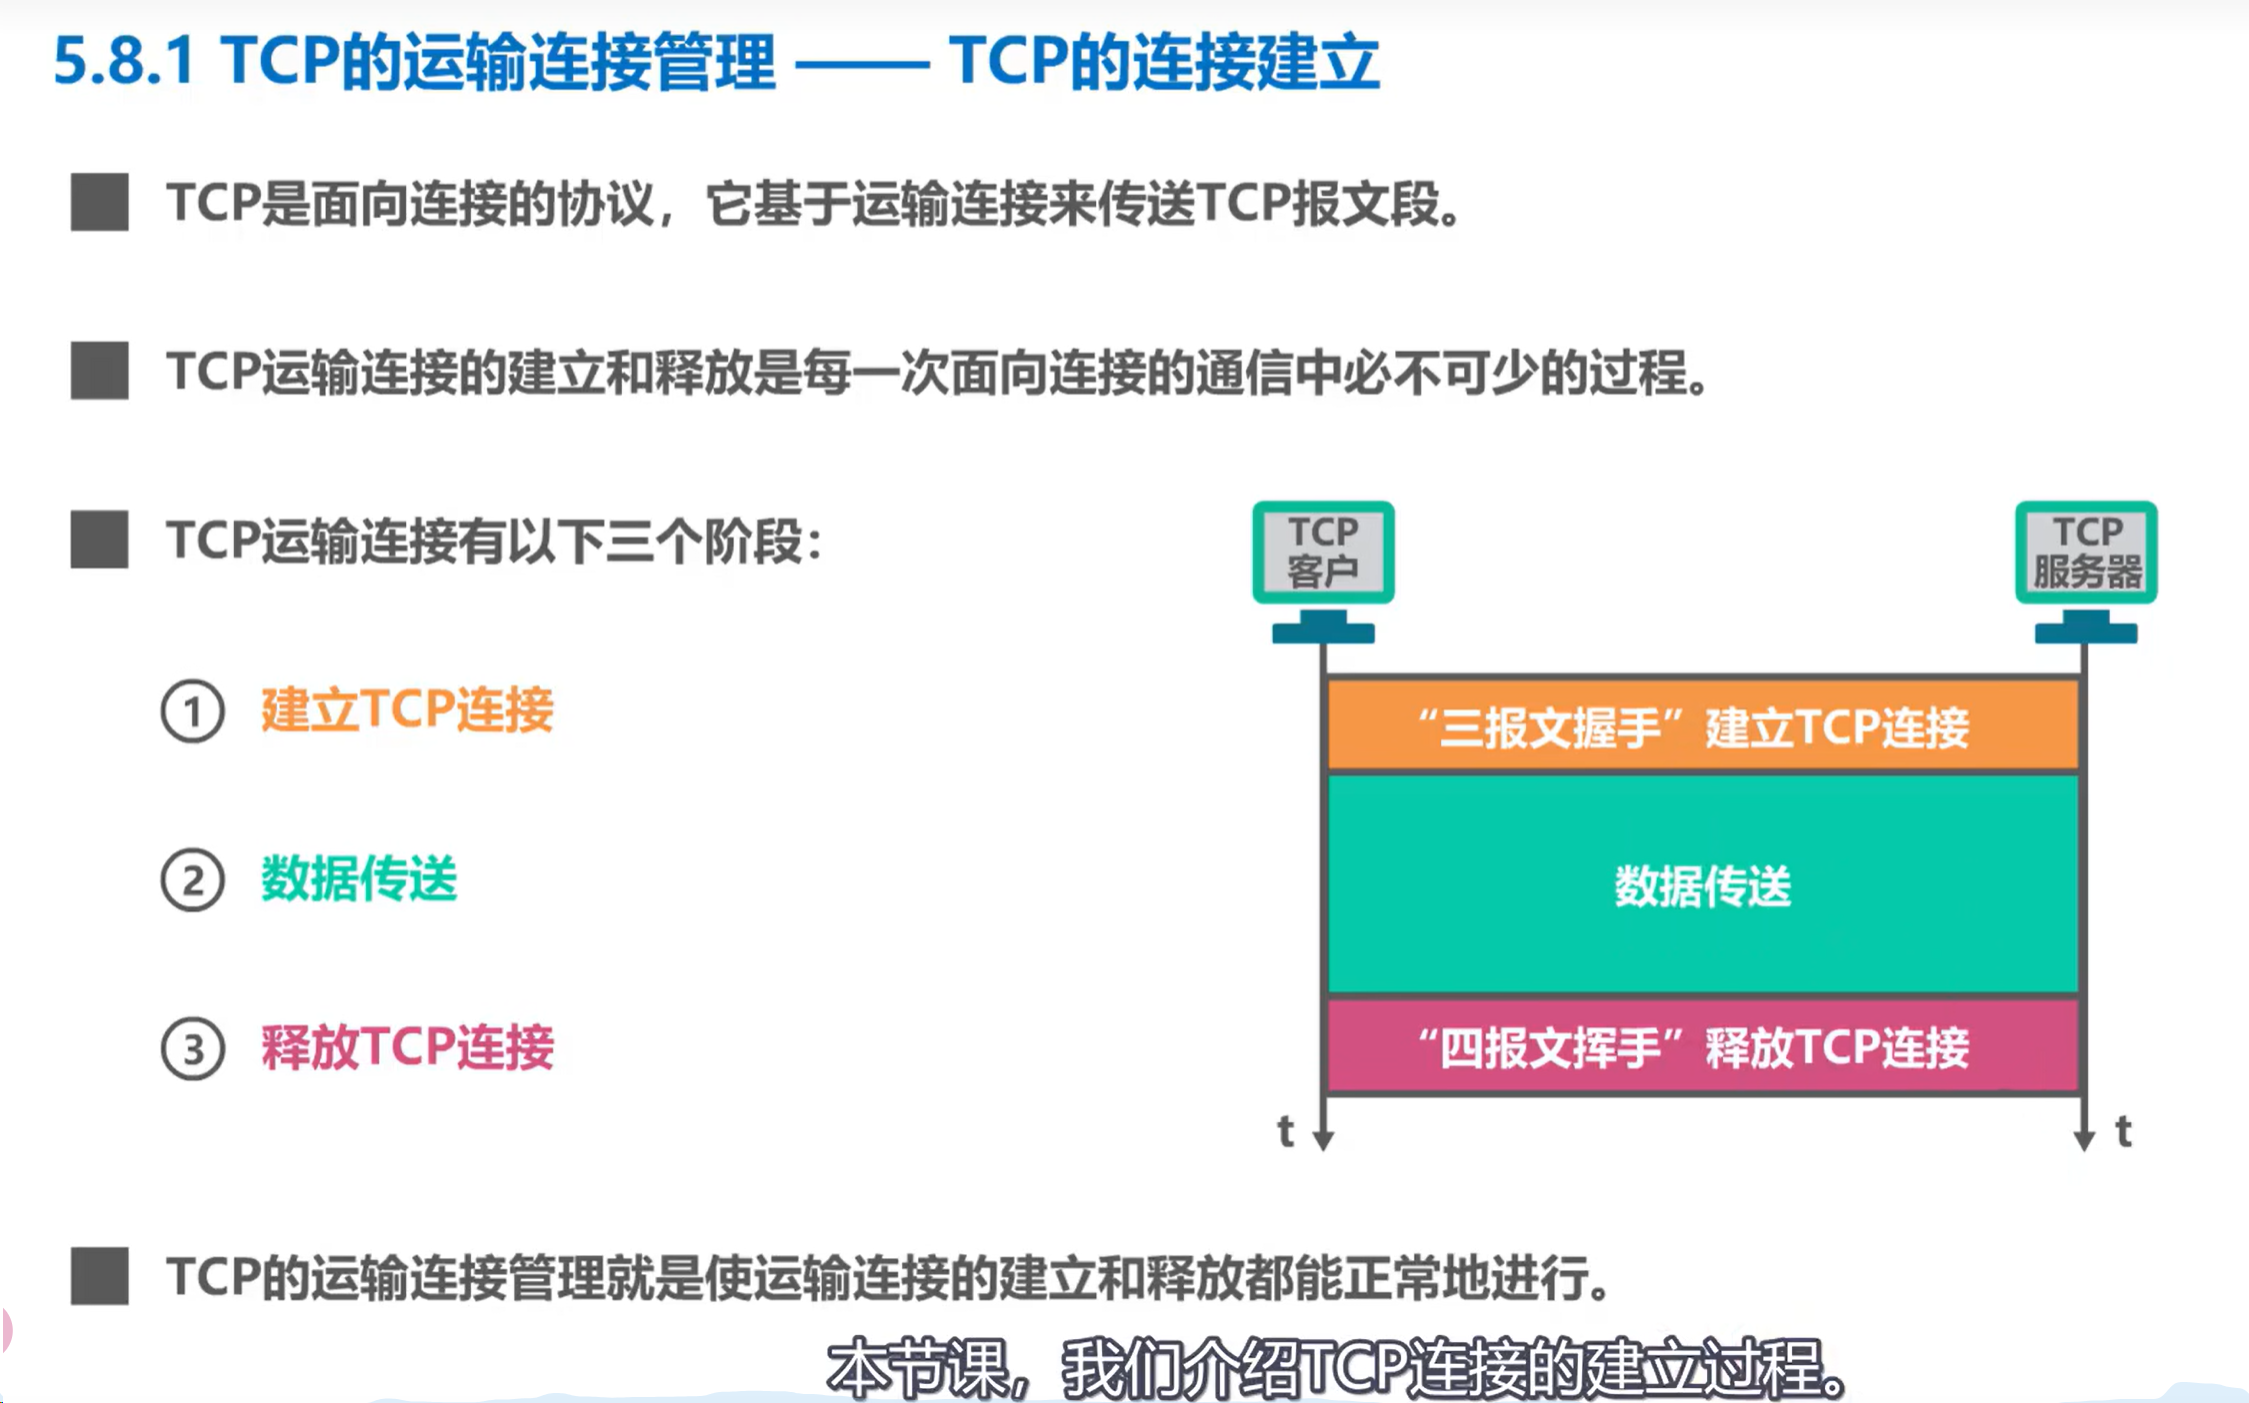 5.8.1 TCP的运输连接管理 —— TCP的连接建立
TCP是面向连接的协议，它基于运输连接来传送TCP报文段。
TCP运输连接的建立和释放是每一次面向连接的通信中必不可少的过程。
TCP运输连接有以下三个阶段：
① 建立TCP连接
② 数据传送
③ 释放TCP连接
TCP
客户
TCP
服务器
“三报文握手”建立TCP连接
数据传送
“四报文挥手”释放TCP连接
t
t
TCP的运输连接管理就是使运输连接的建立和释放都能正常地进行。
本节课，我们介绍TCP连接的建立过程。